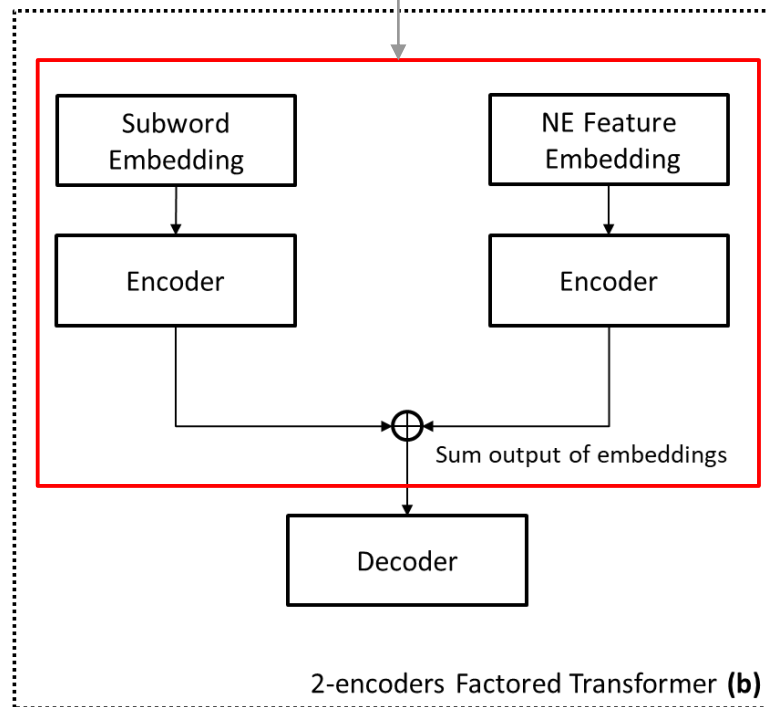 Subword
Embedding
NE Feature
Embedding
Encoder
Encoder
Sum output of embeddings
Decoder
2-encoders Factored Transformer (b)